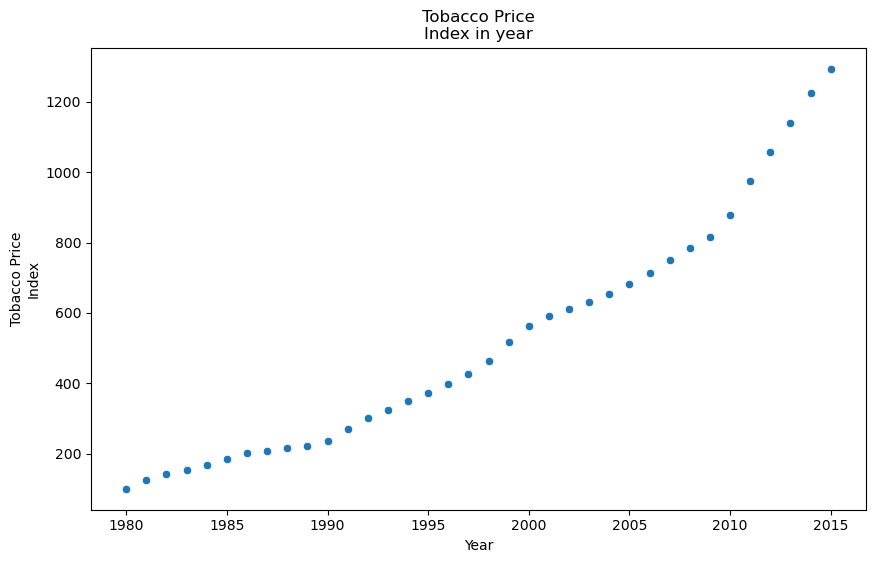 Tobacco Price
Index in year
1200
1000
800
600
400
200
Tobacco Price
Index
1980 1985 1990 1995 2000 2005 2010 2015
Year